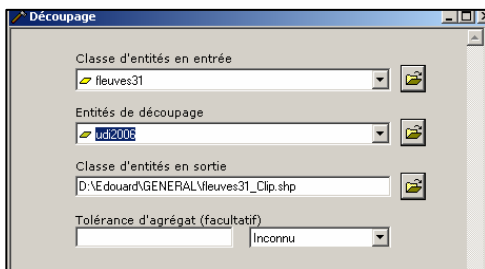 Découpage
Classe d'entités en entrée
fleuves31
Entités de découpage
udi2006
Classe d'entités en sortie
D:\Edouard\GENERAL\fleuves31_Clip.shp
Tolérance d'agrégat (facultatif)
Inconnu